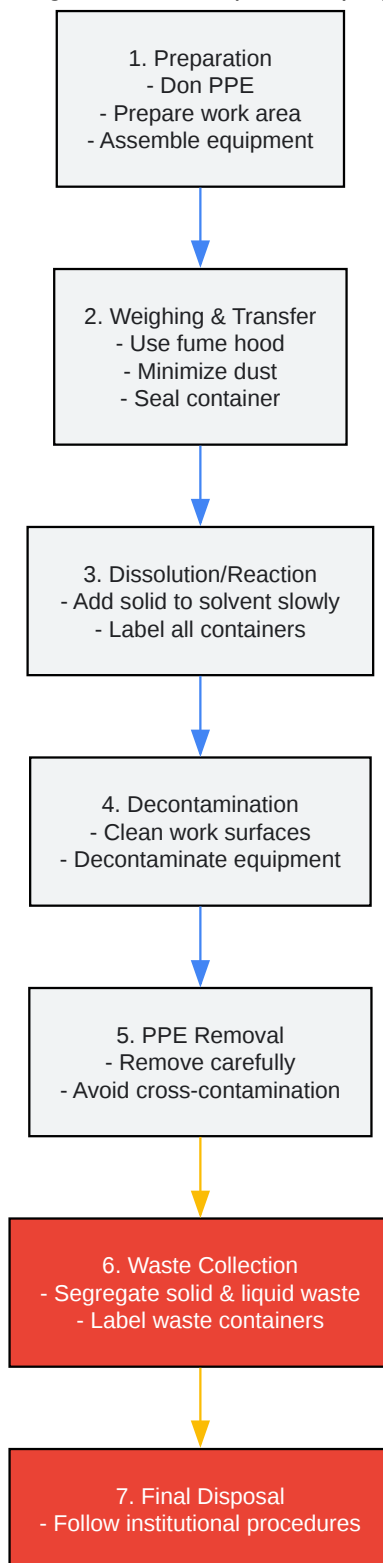 1. Preparation
- Don PPE
- Prepare work area
- Assemble equipment
2. Weighing & Transfer
- Use fume hood
- Minimize dust
- Seal container
3. Dissolution/Reaction
- Add solid to solvent slowly
- Label all containers
4. Decontamination
- Clean work surfaces
- Decontaminate equipment
5. PPE Removal
- Remove carefully
- Avoid cross-contamination
6. Waste Collection
- Segregate solid & liquid waste
- Label waste containers
7. Final Disposal
- Follow institutional procedures